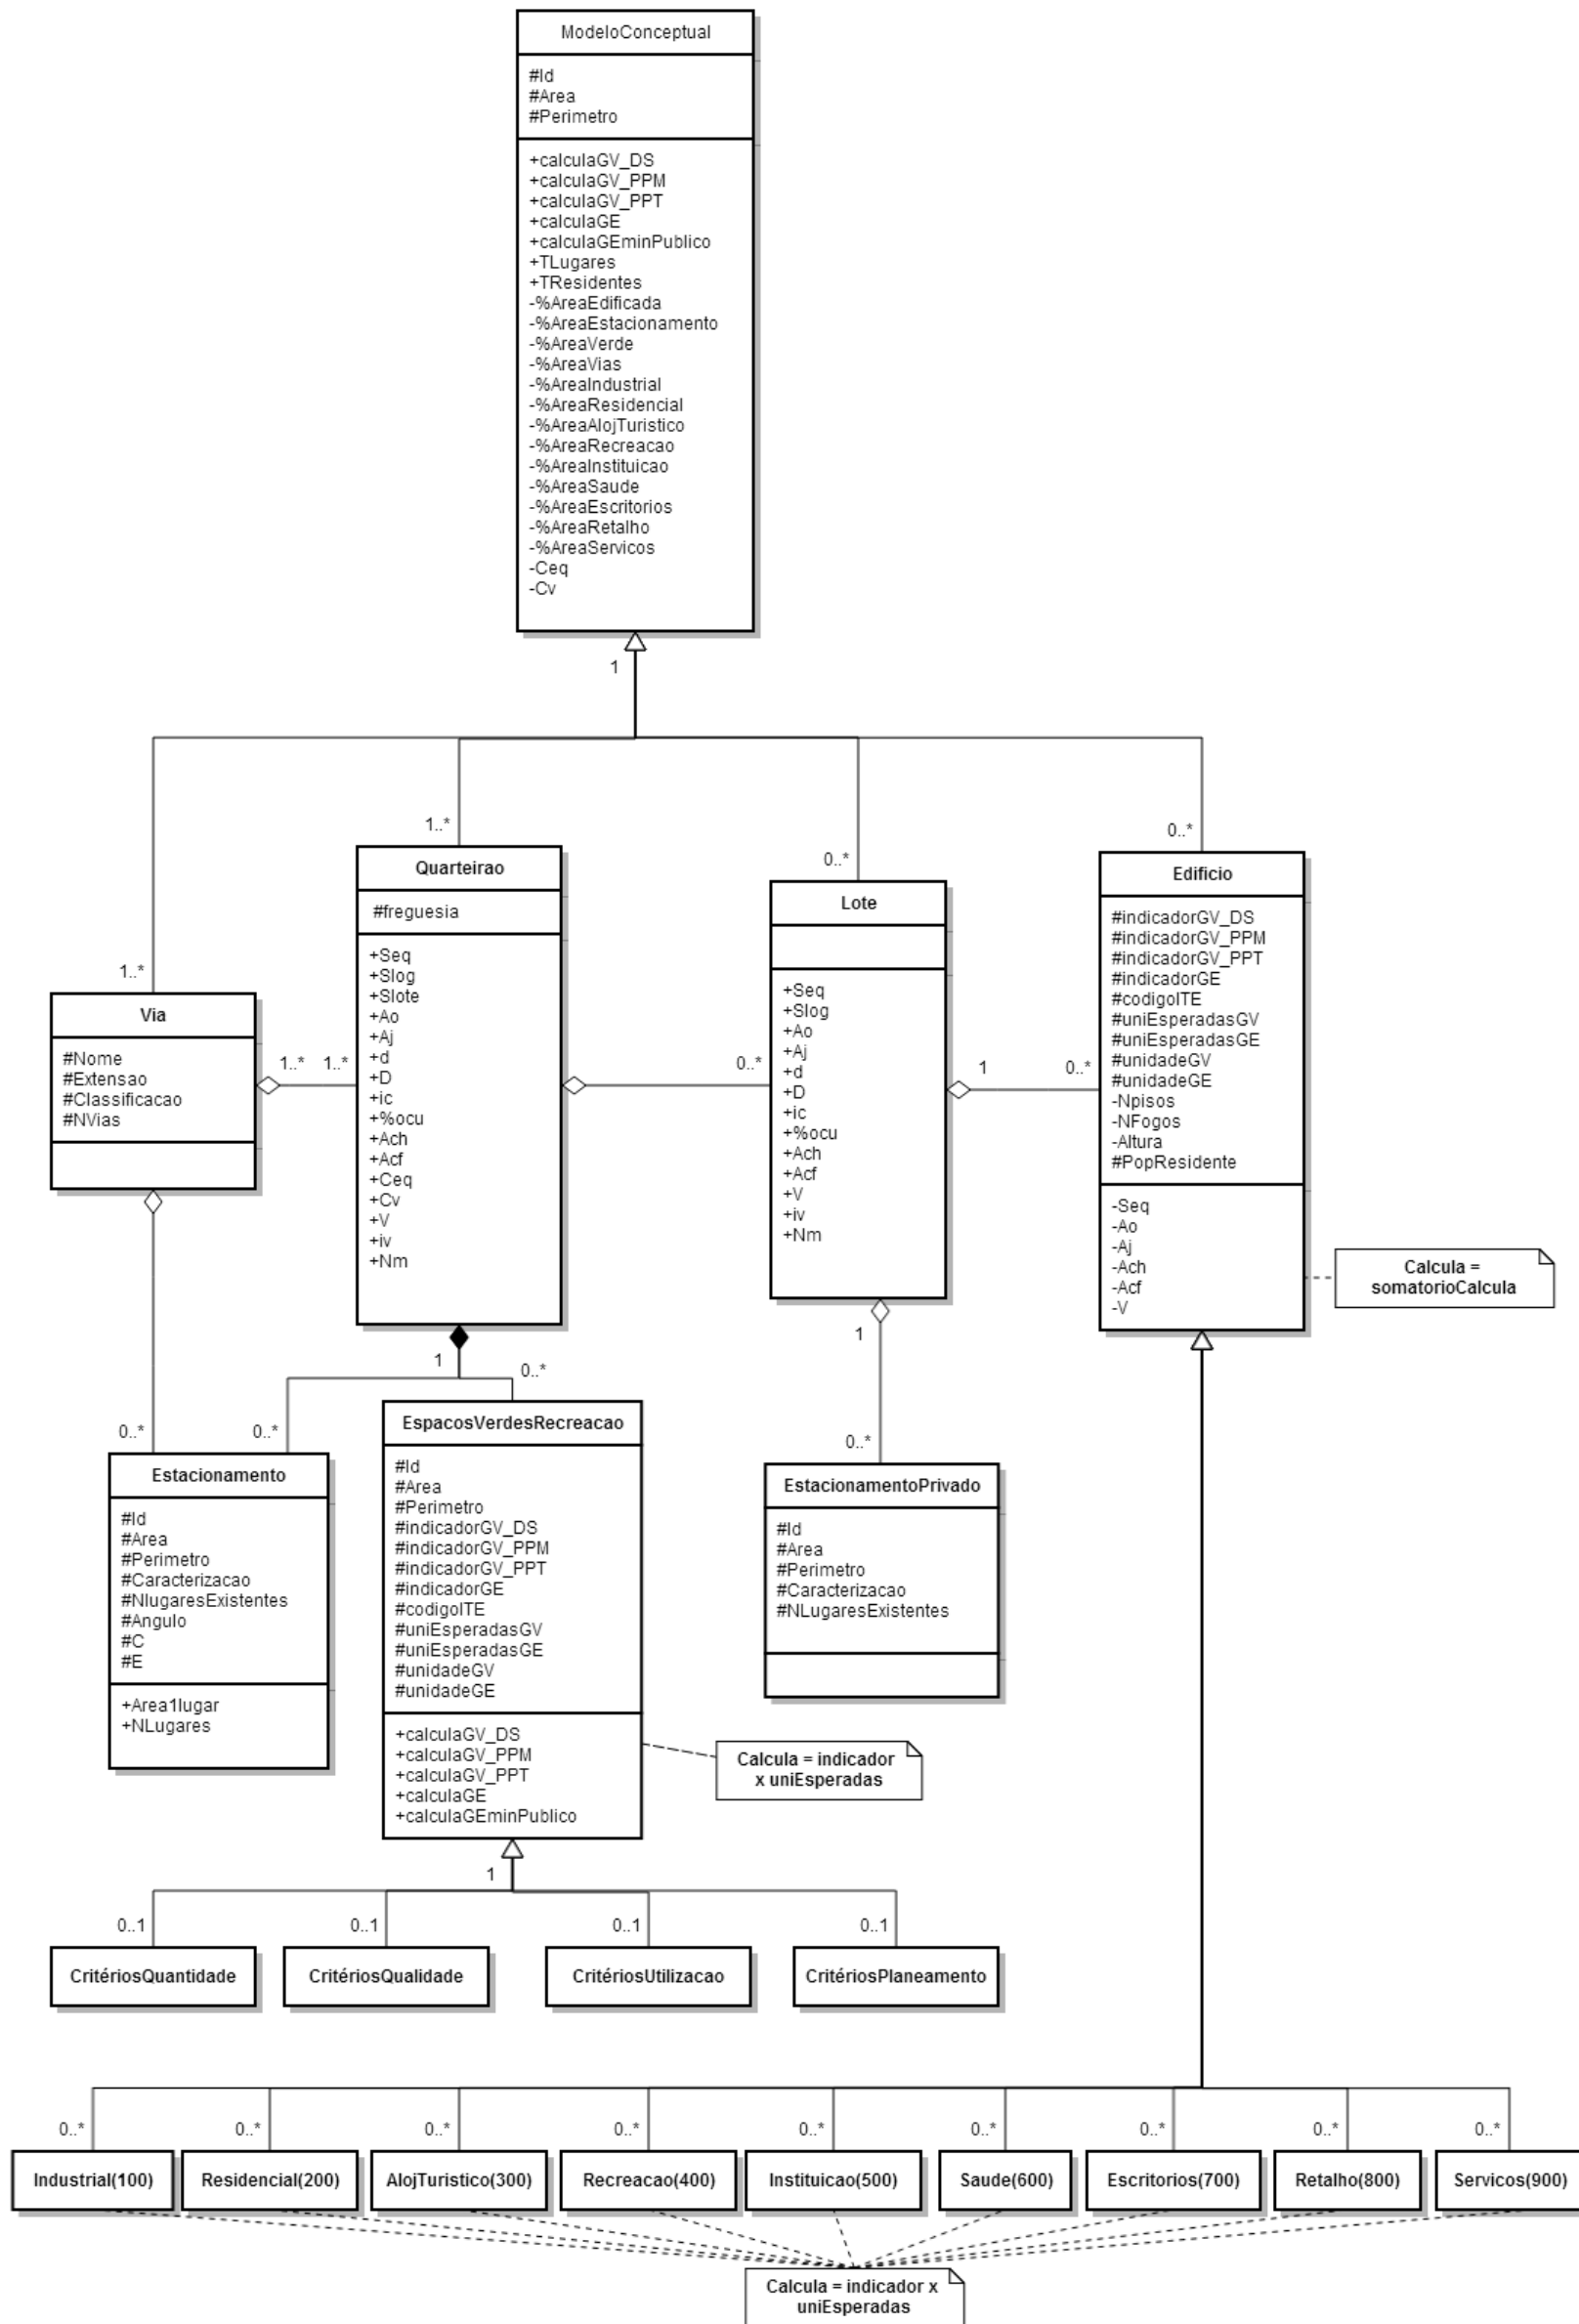 ModeloConceptual
#Id
#Area
#Perimetro
+calculaGV_DS
+calculaGV_PPM
+calculaGV_PPT
+calculaGE
+calculaGEminPublico
+TLugares
+TResidentes
-%AreaEdificada
-%AreaEstacionamento
-%AreaVerde
-%AreaVias
-%AreaIndustrial
-%AreaResidencial
-%AreaAlojTuristico
-%AreaRecreacao
-%AreaInstituicao
-%AreaSaude
-%AreaEscritorios
-%AreaRetalho
-%AreaServicos
-Ceq
-Cv
1
1..*
1..*
0..*
0..*
Via
#Nome
#Extensao
#Classificacao
#NVias
1..* 1..*
Quarteirao
#freguesia
+Seq
+Slog
+Slote
+Ao
+Aj
+d
+D
+ic
+%ocu
+Ach
+Acf
+Ceq
+Cv
+V
+iv
+Nm
0..*
Lote
+Seq
+Slog
+Ao
+Aj
+d
+D
+ic
+%ocu
+Ach
+Acf
+V
+iv
+Nm
1 0..*
Edificio
#indicadorGV_DS
#indicadorGV_PPM
#indicadorGV_PPT
#indicadorGE
#codigoITE
#uniEsperadasGV
#uniEsperadasGE
#unidadeGV
#unidadeGE
-Npisos
-NFogos
-Altura
#PopResidente
-Seq
-Ao
-Aj
-Ach
-Acf
-V
Calcula =
somatorioCalcula
1
0..*
0..*
0..*
1
0..*
Estacionamento
#Id
#Area
#Perimetro
#Caracterizacao
#NlugaresExistentes
#Angulo
#C
#E
+Area1lugar
+NLugares
EspacosVerdesRecreacao
#Id
#Area
#Perimetro
#indicadorGV_DS
#indicadorGV_PPM
#indicadorGV_PPT
#indicadorGE
#codigoITE
#uniEsperadasGV
#uniEsperadasGE
#unidadeGV
#unidadeGE
+calculaGV_DS
+calculaGV_PPM
+calculaGV_PPT
+calculaGE
+calculaGEminPublico
EstacionamentoPrivado
#Id
#Area
#Perimetro
#Caracterizacao
#NLugaresExistentes
Calcula = indicador
x uniEsperadas
1
0..1 0..1 0..1 0..1
CritériosQuantidade
CritériosQualidade
CritériosUtilizacao
CritériosPlaneamento
0..* 0..* 0..* 0..* 0..* 0..* 0..* 0..* 0..*
Industrial(100)
Residencial(200)
AlojTuristico(300)
Recreacao(400)
Instituicao(500)
Saude(600)
Escritorios(700)
Retalho(800)
Servicos(900)
Calcula = indicador x
uniEsperadas